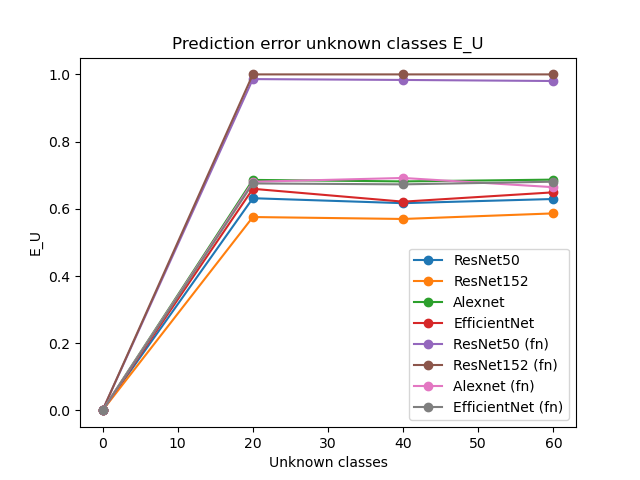 Prediction error unknown classes E_U
1.0
0.8
0.6
0.4
0.2
0.0
E_U
0 10 20 30 40 50 60
Unknown classes
ResNet50
ResNet152
Alexnet
EfficientNet
ResNet50 (fn)
ResNet152 (fn)
Alexnet (fn)
EfficientNet (fn)